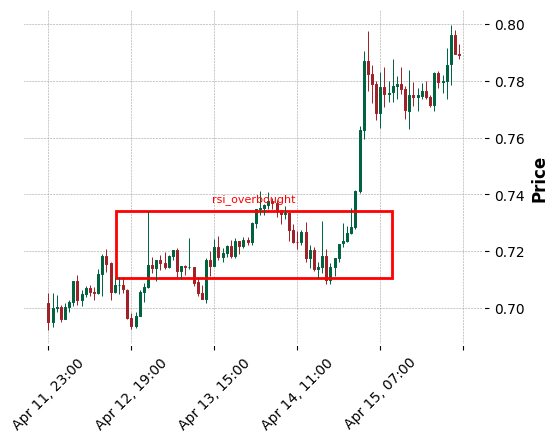 0.80
0.78
0.76
0.74
0.72
0.70
Price
rsi_overbought
Apr 11, 23:00
Apr 12, 19:00
Apr 13, 15:00
Apr 14, 11:00
Apr 15, 07:00